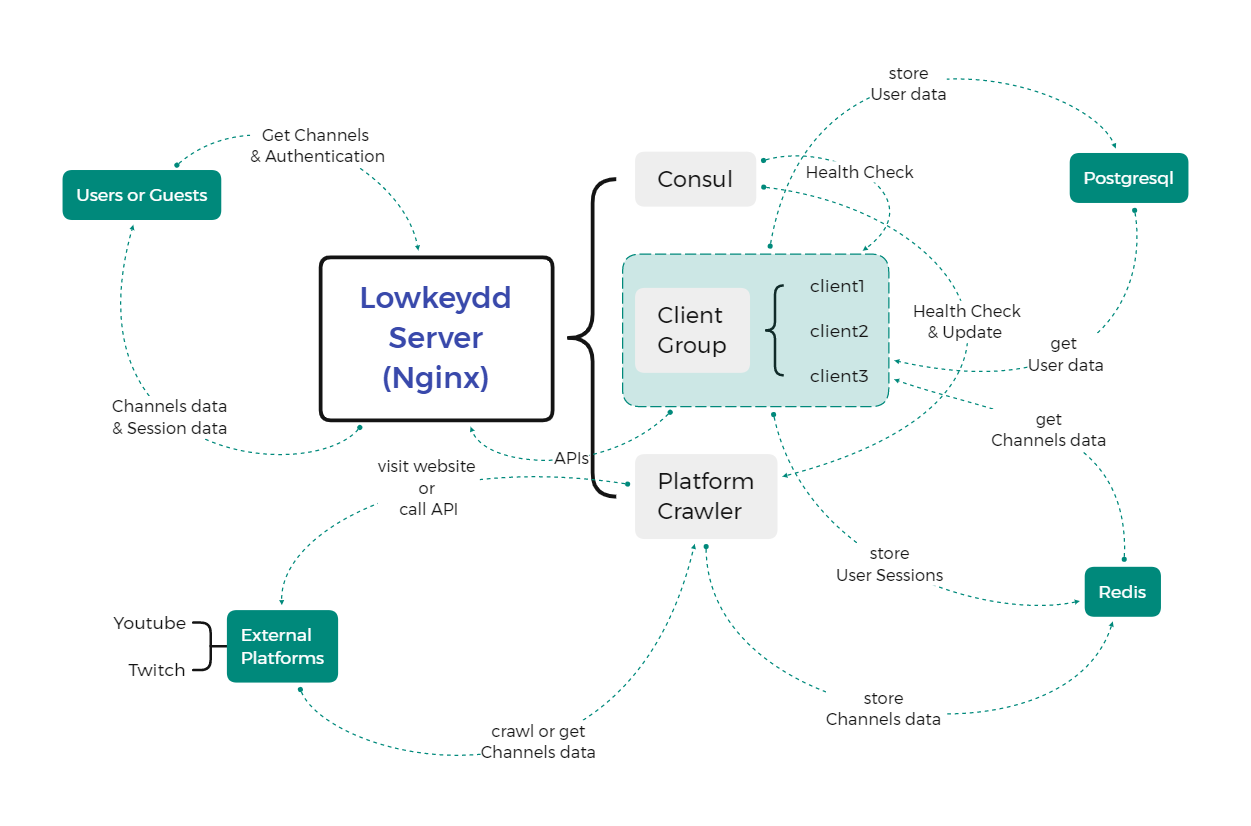 store
User data
Get Channels
& Authentication
Users or Guests
Consul
Health Check
Postgresql
Lowkeydd
Server
(Nginx)
Client
Group
client1
client2
client3
Health Check
& Update
get
User data
Channels data
& Session data
get
Channels data
APIs
visit website
or
call API
Platform
Crawler
store
User Sessions
Redis
Youtube
Twitch
External
Platforms
store
Channels data
crawl or get
Channels data